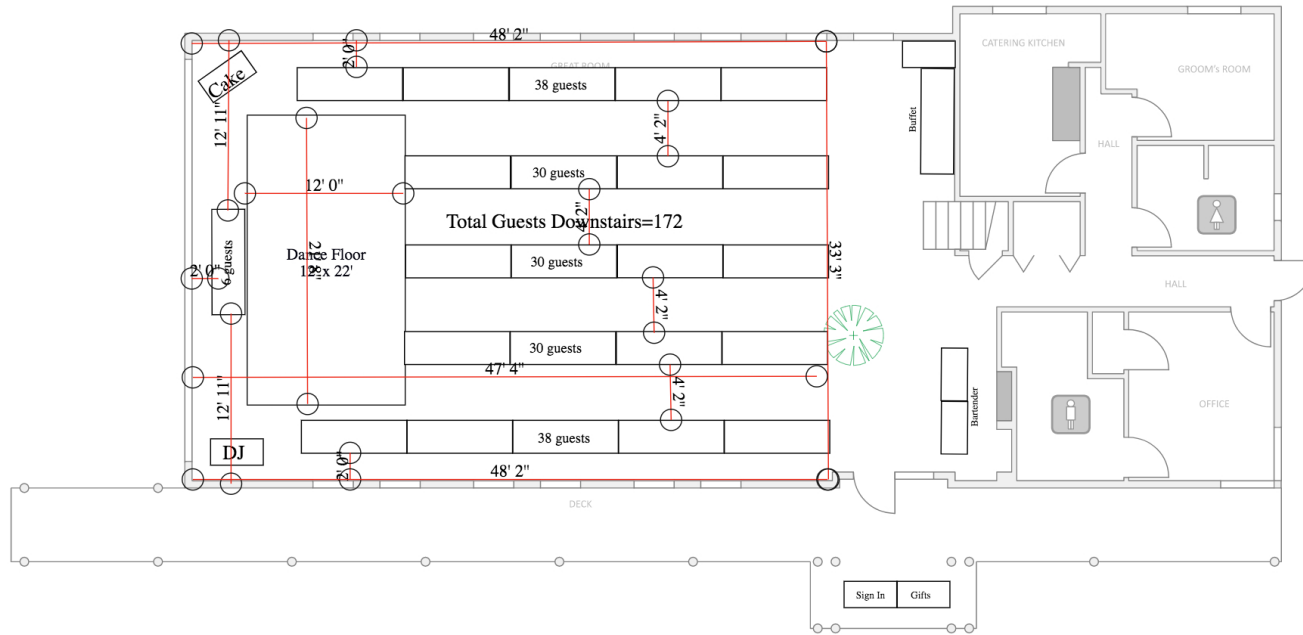 48' 2"
CATERING KITCHEN
GREAT ROOM
GROOM's ROOM
2' 0"
Cake
38 guests
Buffet
12' 11"
4' 2"
HALL
30 guests
12' 0"
4' 2"
Total Guests Downstairs=172
6 guests
2' 0"
Dance Floor
12' x 22'
30 guests
33' 3"
HALL
4' 2"
30 guests
47' 4"
4' 2"
12' 11"
OFFICE
Bartender
38 guests
DJ
2' 0"
48' 2"
DECK
Sign In
Gifts